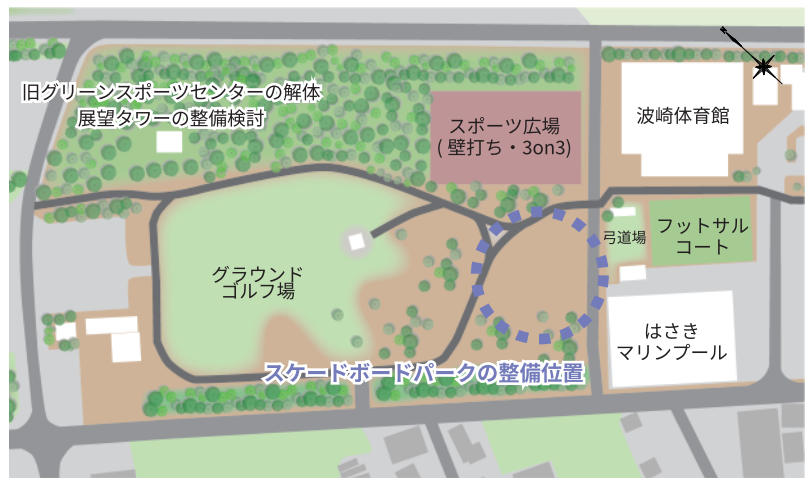 旧グリーンスポーツセンターの解体
展望タワーの整備検討
スポーツ広場
(壁打ち・3on3)
波崎体育館
弓道場
フットサル
コート
グラウンド
ゴルフ場
はさき
マリンプール
スケードボードパークの整備位置